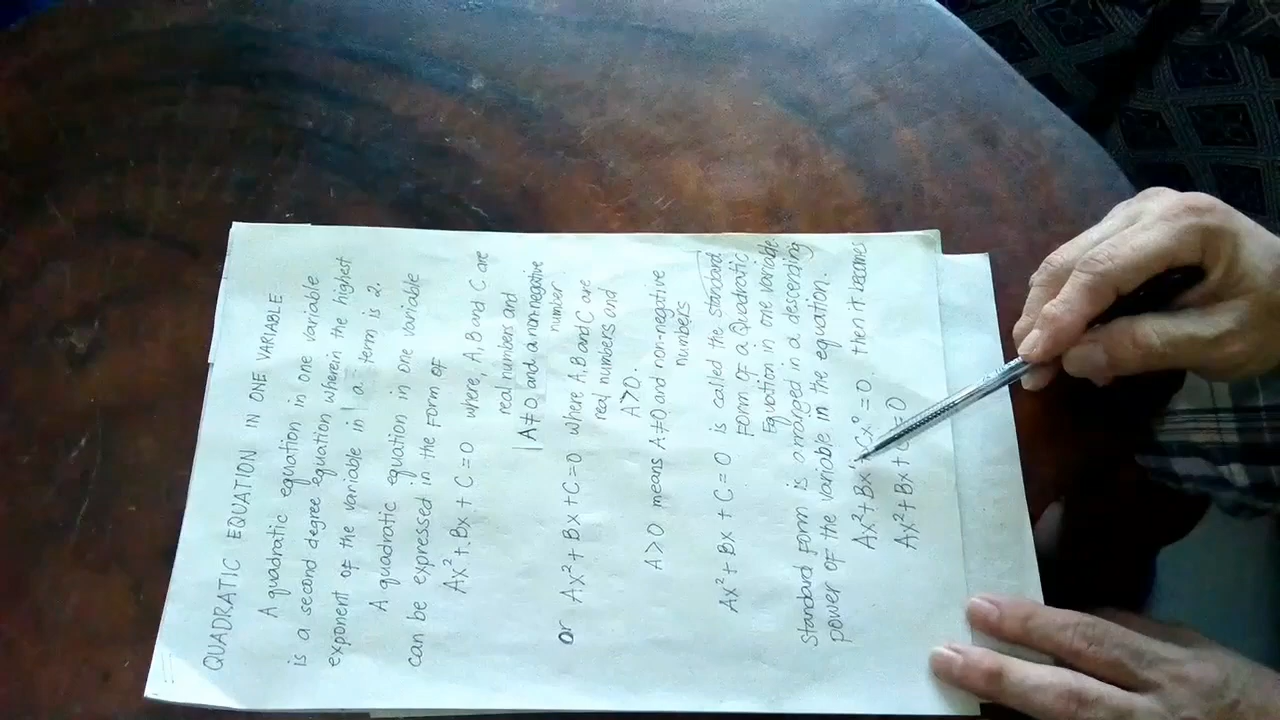 QUADRATIC EQUATION IN ONE VARIABLE
A quadratic equation in one variable
is a second degree equation wherein the highest
exponent of the variable in a term is 2.
A quadratic equation in one variable
can be expressed in the form of
Ax² + Bx + C = 0 where, A, B and C are
real numbers and
A ≠ 0 and a non-negative
number
or Ax² + Bx + C = 0 where A, B and C are
real numbers and
A > 0.
A > 0 means A ≠ 0 and non-negative
numbers
Ax² + Bx + C = 0 is called the standard
form of a Quadratic
Equation in one variable.
Standard form is arranged in a descending
power of the variable in the equation.
Ax² + Bx¹ Cx⁰ = 0 then it becomes
Ax² + Bx + = 0